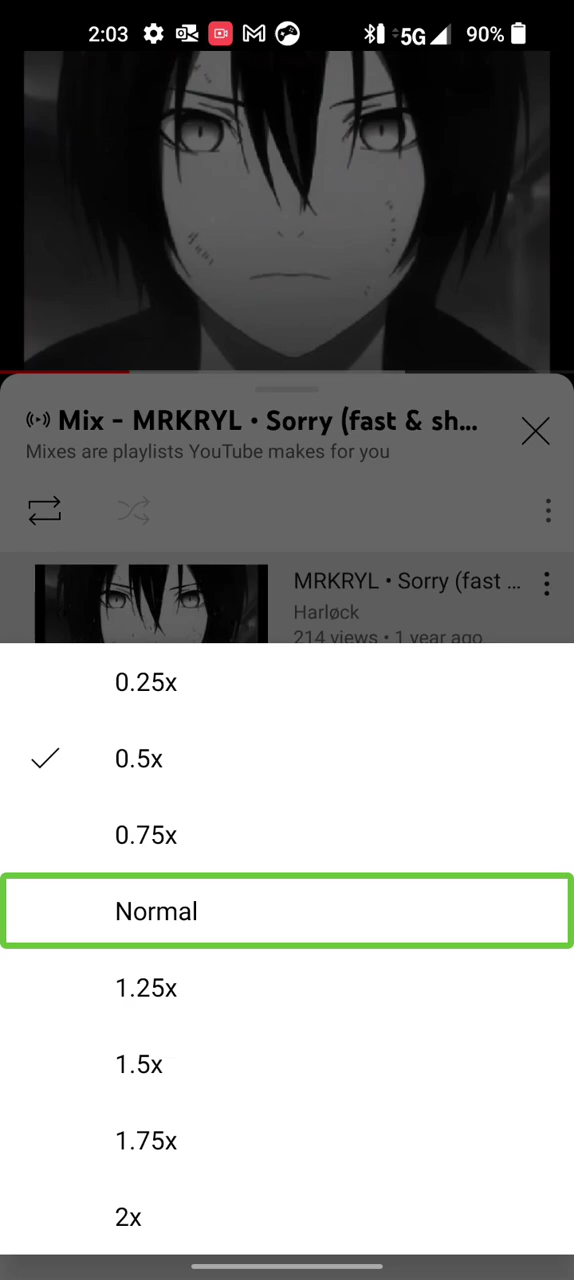 2:03 5G 90%
Mix - MRKRYL • Sorry (fast & sh...
Mixes are playlists YouTube makes for you
MRKRYL • Sorry (fast ...
Harløck
214 views • 1 year ago
0.25x
0.5x
0.75x
Normal
1.25x
1.5x
1.75x
2x